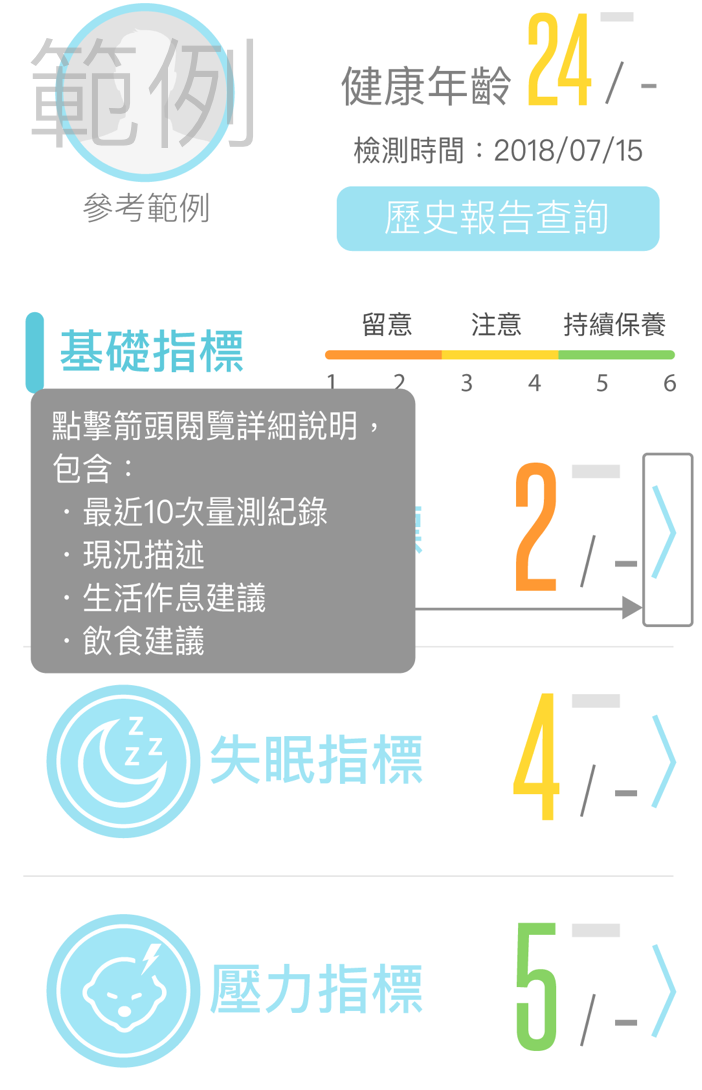 範例
參考範例
健康年齡 24 / -
檢測時間：2018/07/15
歷史報告查詢
基礎指標
留意 注意 持續保養
1 2 3 4 5 6
點擊箭頭閱覽詳細說明，
包含：
・最近10次量測紀錄
・現況描述
・生活作息建議
・飲食建議
標
2 / -
z z z
失眠指標
4 / -
壓力指標
5 / -